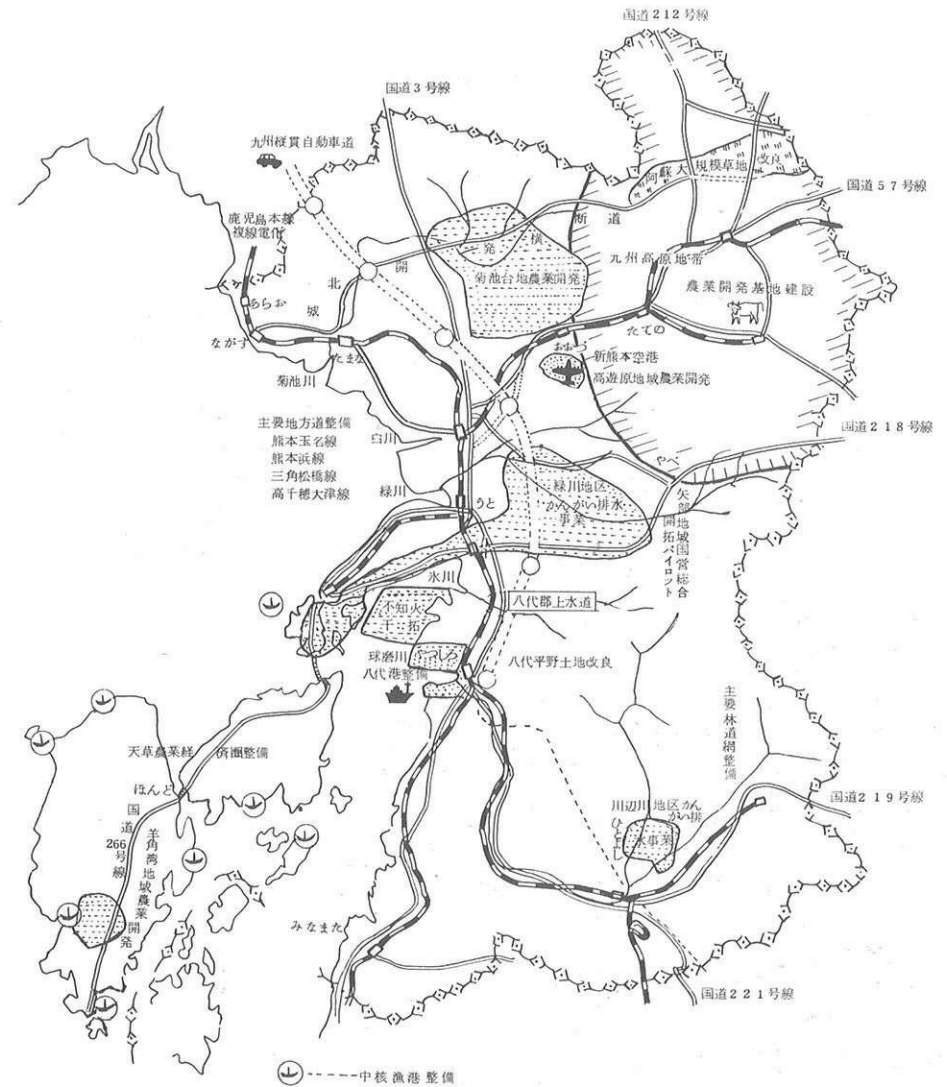 国道212号線
国道3号線
九州縦貫自動車道
阿蘇大規模草地改良
国道57号線
鹿児島本線
複線電化
城北開発横断道
菊池台地農業開発
九州高原地帯
農業開発基地建設
あらお
ながす
たまな
たての
おおず
新熊本空港
高遊原地域農業開発
菊池川
主要地方道整備
熊本玉名線
熊本浜線
三角松橋線
高千穂大津線
白川
緑川
うと
国道218号線
やべ
緑川地区
かんがい排水
事業
矢部地域国営総合
開拓パイロット
氷川
不知火
干拓
八代郡上水道
球磨川
やつしろ
八代港整備
八代平野土地改良
主要林道網整備
天草農業経済圏整備
ほんど
国道266号線
羊角湾地域農業開発
川辺川地区かん
がい排
水事業
ひとよし
国道219号線
みなまた
国道221号線
中核漁港整備